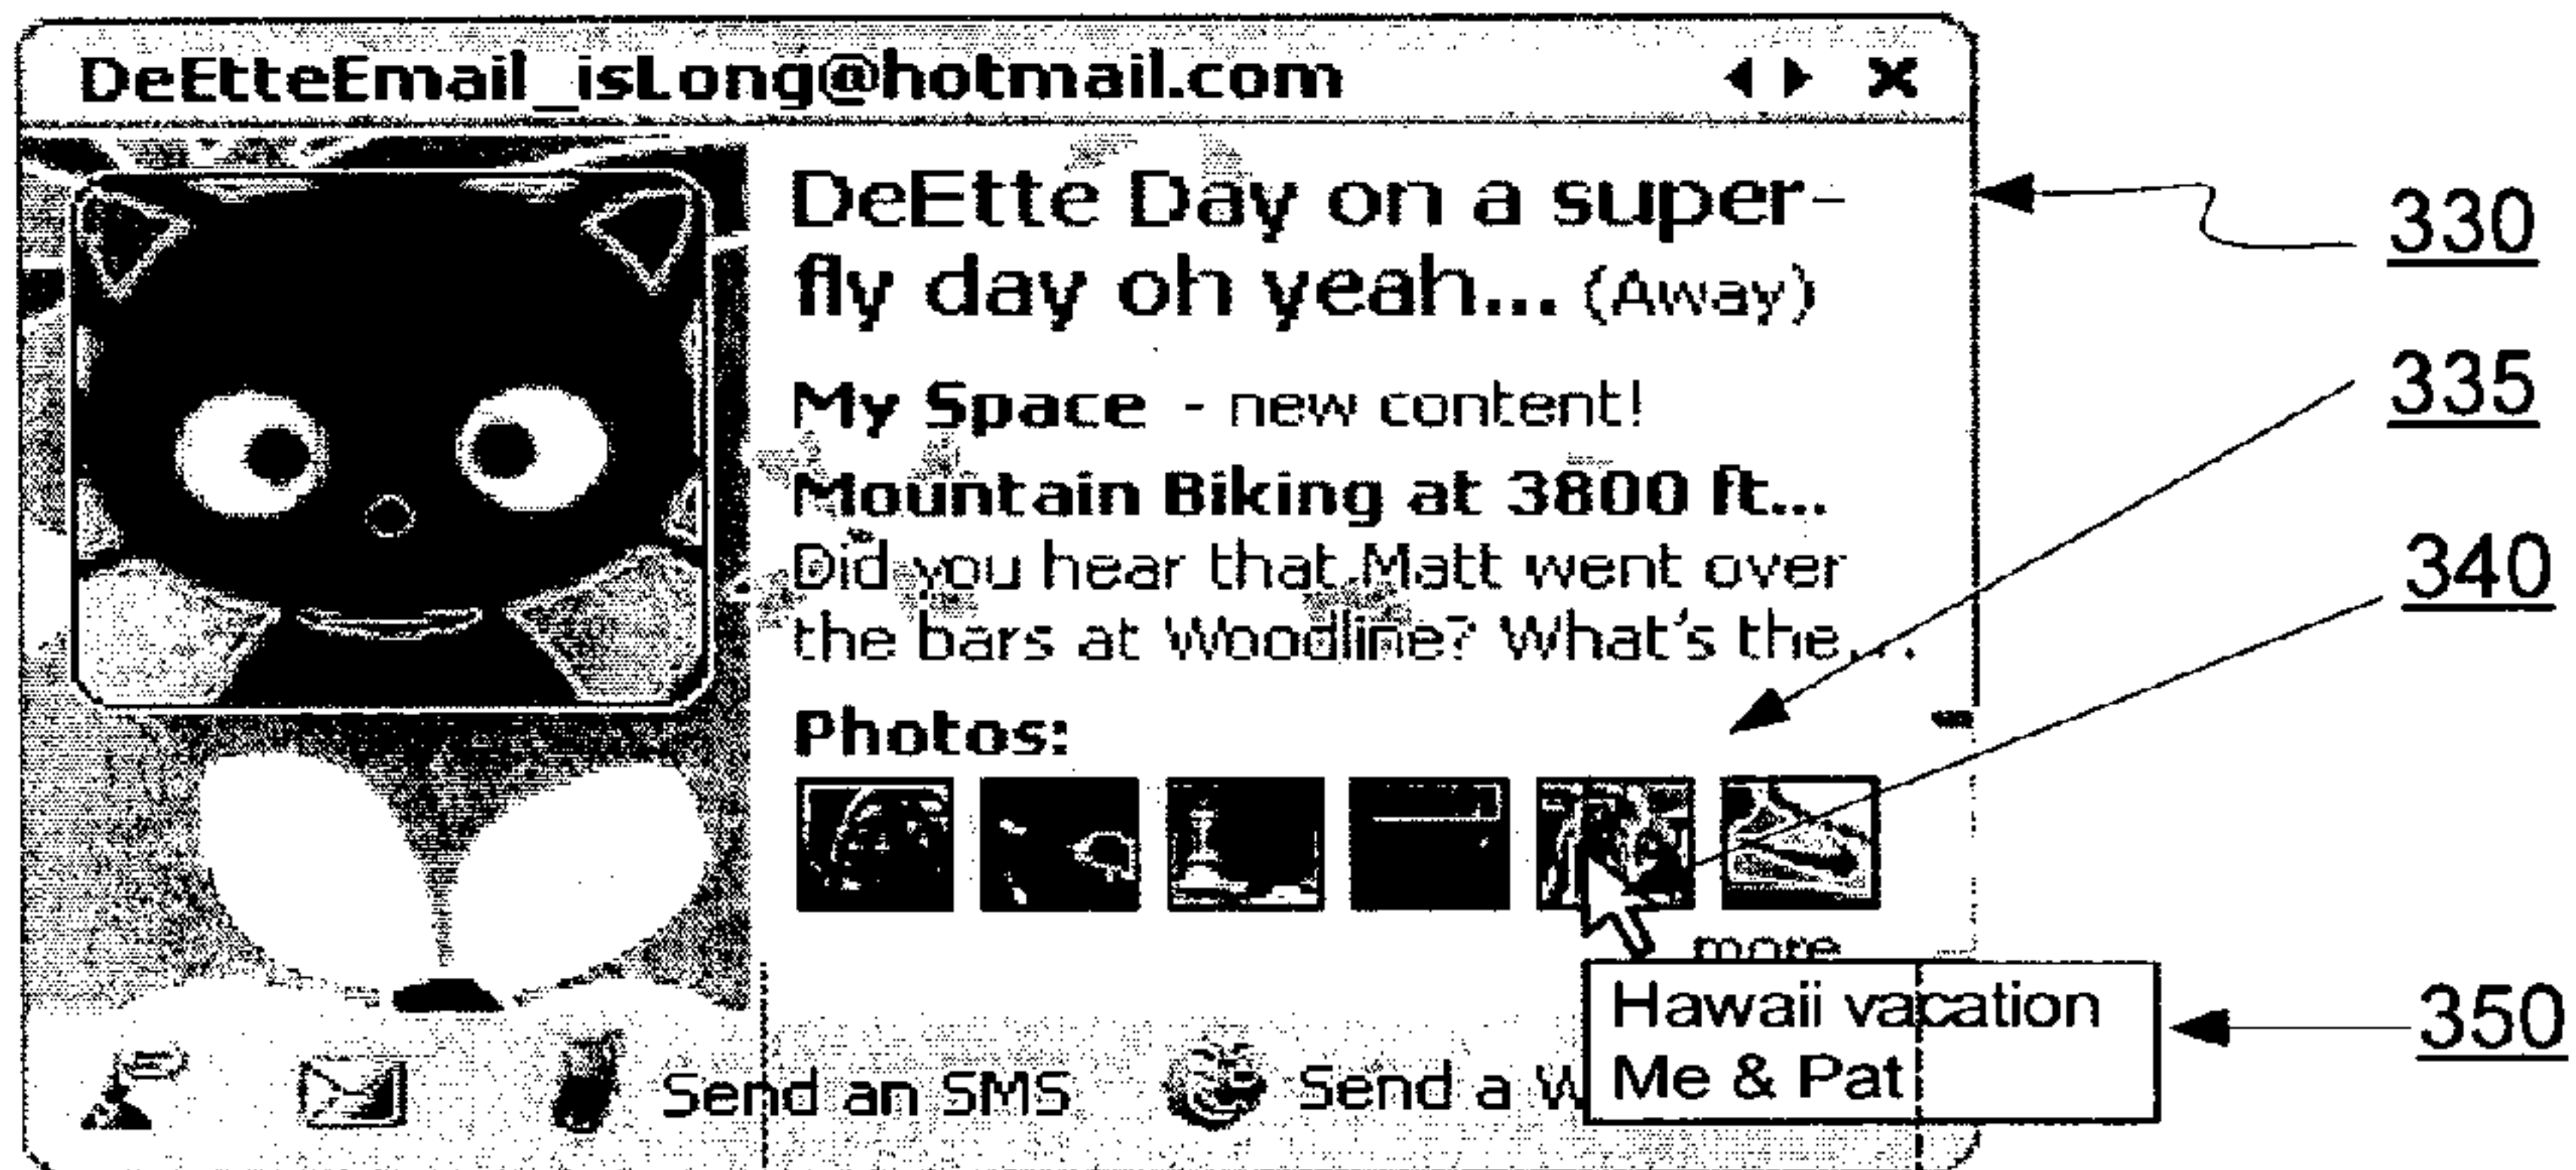 DeEtteEmail_isLong@hotmail.com
DeEtte Day on a super-
fly day oh yeah... (Away)
My Space - new content!
Mountain Biking at 3800 ft...
Did you hear that Matt went over
the bars at Woodline? What's the...
Photos:
more
Hawaii vacation
Me & Pat
Send an SMS
Send a W
330
335
340
350